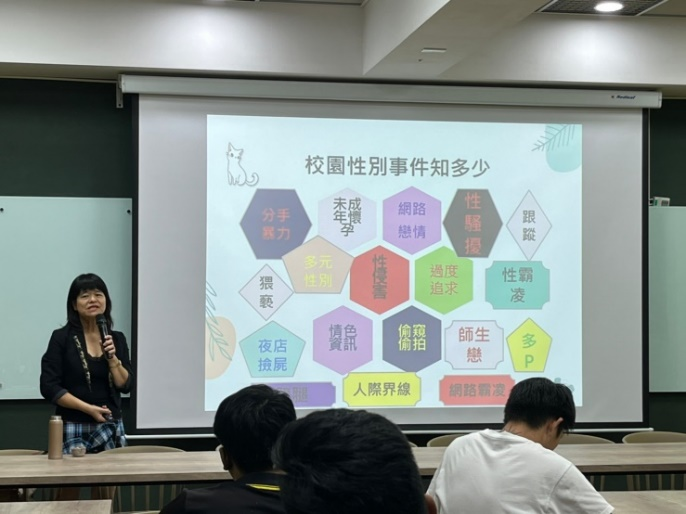 校園性別事件知多少
分手
暴力
未成
年懷
孕
網路
戀情
性
騷
擾
跟
蹤
多元
性別
性
侵
害
過度
追求
性霸
凌
猥
褻
情色
資訊
偷窺
偷拍
師生
戀
多
P
夜店
撿屍
人際界線
網路霸凌